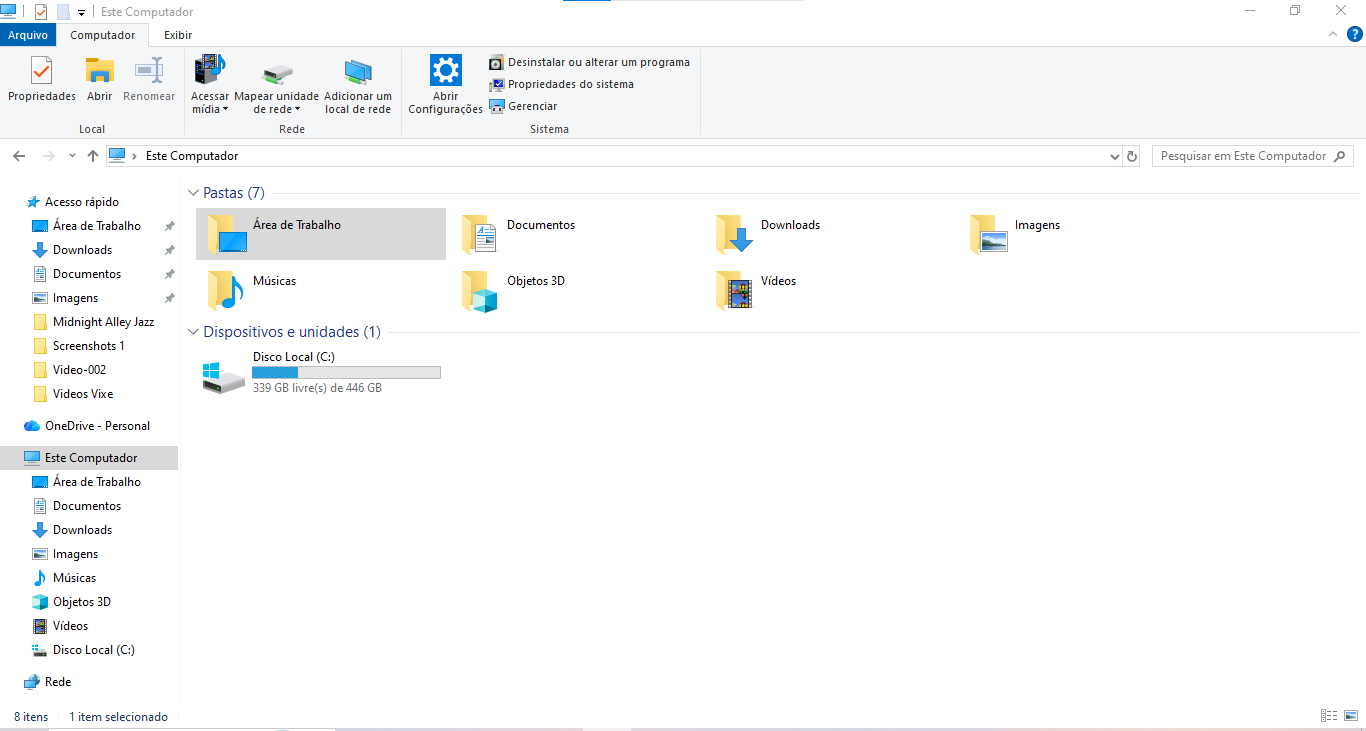 Este Computador
Arquivo
Computador
Exibir
?
Propriedades
Abrir
Renomear
Local
Acessar
mídia
Mapear unidade
de rede
Adicionar um
local de rede
Rede
Abrir
Configurações
Desinstalar ou alterar um programa
Propriedades do sistema
Gerenciar
Sistema
Este Computador
Pesquisar em Este Computador
Acesso rápido
Área de Trabalho
Downloads
Documentos
Imagens
Midnight Alley Jazz
Screenshots 1
Video-002
Videos Vixe
OneDrive - Personal
Este Computador
Área de Trabalho
Documentos
Downloads
Imagens
Músicas
Objetos 3D
Vídeos
Disco Local (C:)
Rede
Pastas (7)
Área de Trabalho
Documentos
Downloads
Imagens
Músicas
Objetos 3D
Vídeos
Dispositivos e unidades (1)
Disco Local (C:)
339 GB livre(s) de 446 GB
8 itens
1 item selecionado